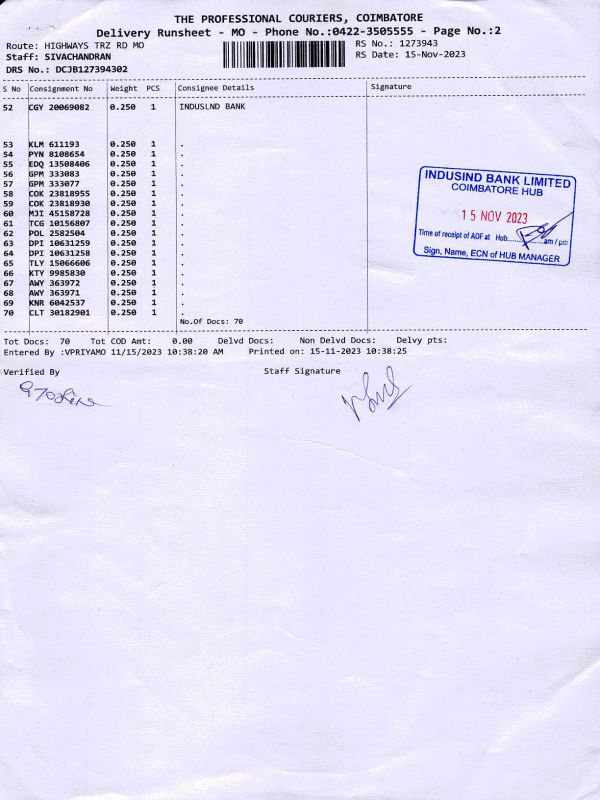 THE PROFESSIONAL COURIERS, COIMBATORE
Delivery Runsheet - MO - Phone No.:0422-3505555 - Page No.:2
Route: HIGHWAYS TRZ RD MO
RS No.: 1273943
Staff: SIVACHANDRAN
RS Date: 15-Nov-2023
DRS No.: DCJB127394302
S No Consignment No Weight PCS Consignee Details Signature
52 CGY 20069082 0.250 1 INDUSLND BANK
53 KLM 611193 0.250 1 .
54 PYN 8108654 0.250 1 .
55 EDQ 13508406 0.250 1 .
56 GPM 333083 0.250 1 .
57 GPM 333077 0.250 1 .
58 COK 23818955 0.250 1 .
59 COK 23818930 0.250 1 .
60 MJI 45158728 0.250 1 .
61 TCG 10156807 0.250 1 .
62 POL 2582504 0.250 1 .
63 DPI 10631259 0.250 1 .
64 DPI 10631258 0.250 1 .
65 TLY 15066606 0.250 1 .
66 KTY 9985830 0.250 1 .
67 AWY 363972 0.250 1 .
68 AWY 363971 0.250 1 .
69 KNR 6042537 0.250 1 .
70 CLT 30182901 0.250 1 .
No.Of Docs: 70
INDUSIND BANK LIMITED
COIMBATORE HUB
15 NOV 2023
Time of receipt of AOF at Hub............am / pm
Sign, Name, ECN of HUB MANAGER
Tot Docs: 70 Tot COD Amt: 0.00 Delvd Docs: Non Delvd Docs: Delvy pts:
Entered By :VPRIYAMO 11/15/2023 10:38:20 AM Printed on: 15-11-2023 10:38:25
Verified By Staff Signature